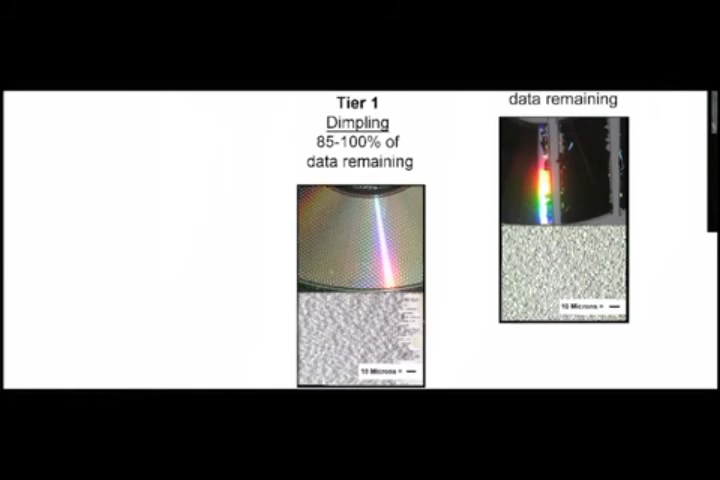 Tier 1
Dimpling
85-100% of
data remaining
10 Microns =
data remaining
10 Microns =